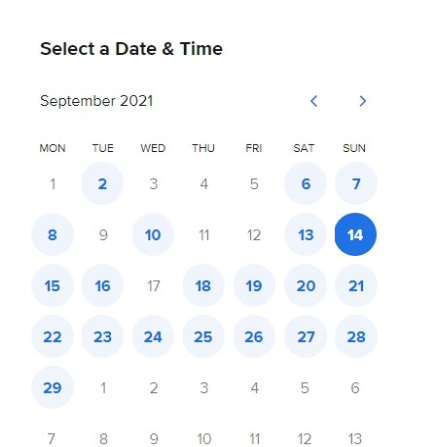 Select a Date & Time
September 2021
MON TUE WED THU FRI SAT SUN
1 2 3 4 5 6 7
8 9 10 11 12 13 14
15 16 17 18 19 20 21
22 23 24 25 26 27 28
29 1 2 3 4 5 6
7 8 9 10 11 12 13